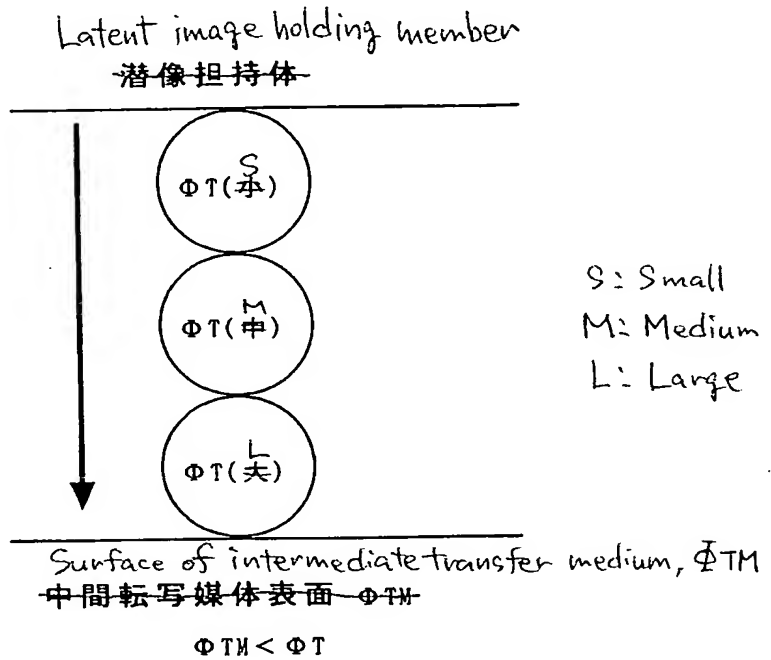 Latent image holding member
潜像担持体
S
ΦT(小)
M
ΦT(中)
L
ΦT(大)
S: Small
M: Medium
L: Large
Surface of intermediate transfer medium, ΦTM
中間転写媒体表面 ΦTM
ΦTM < ΦT